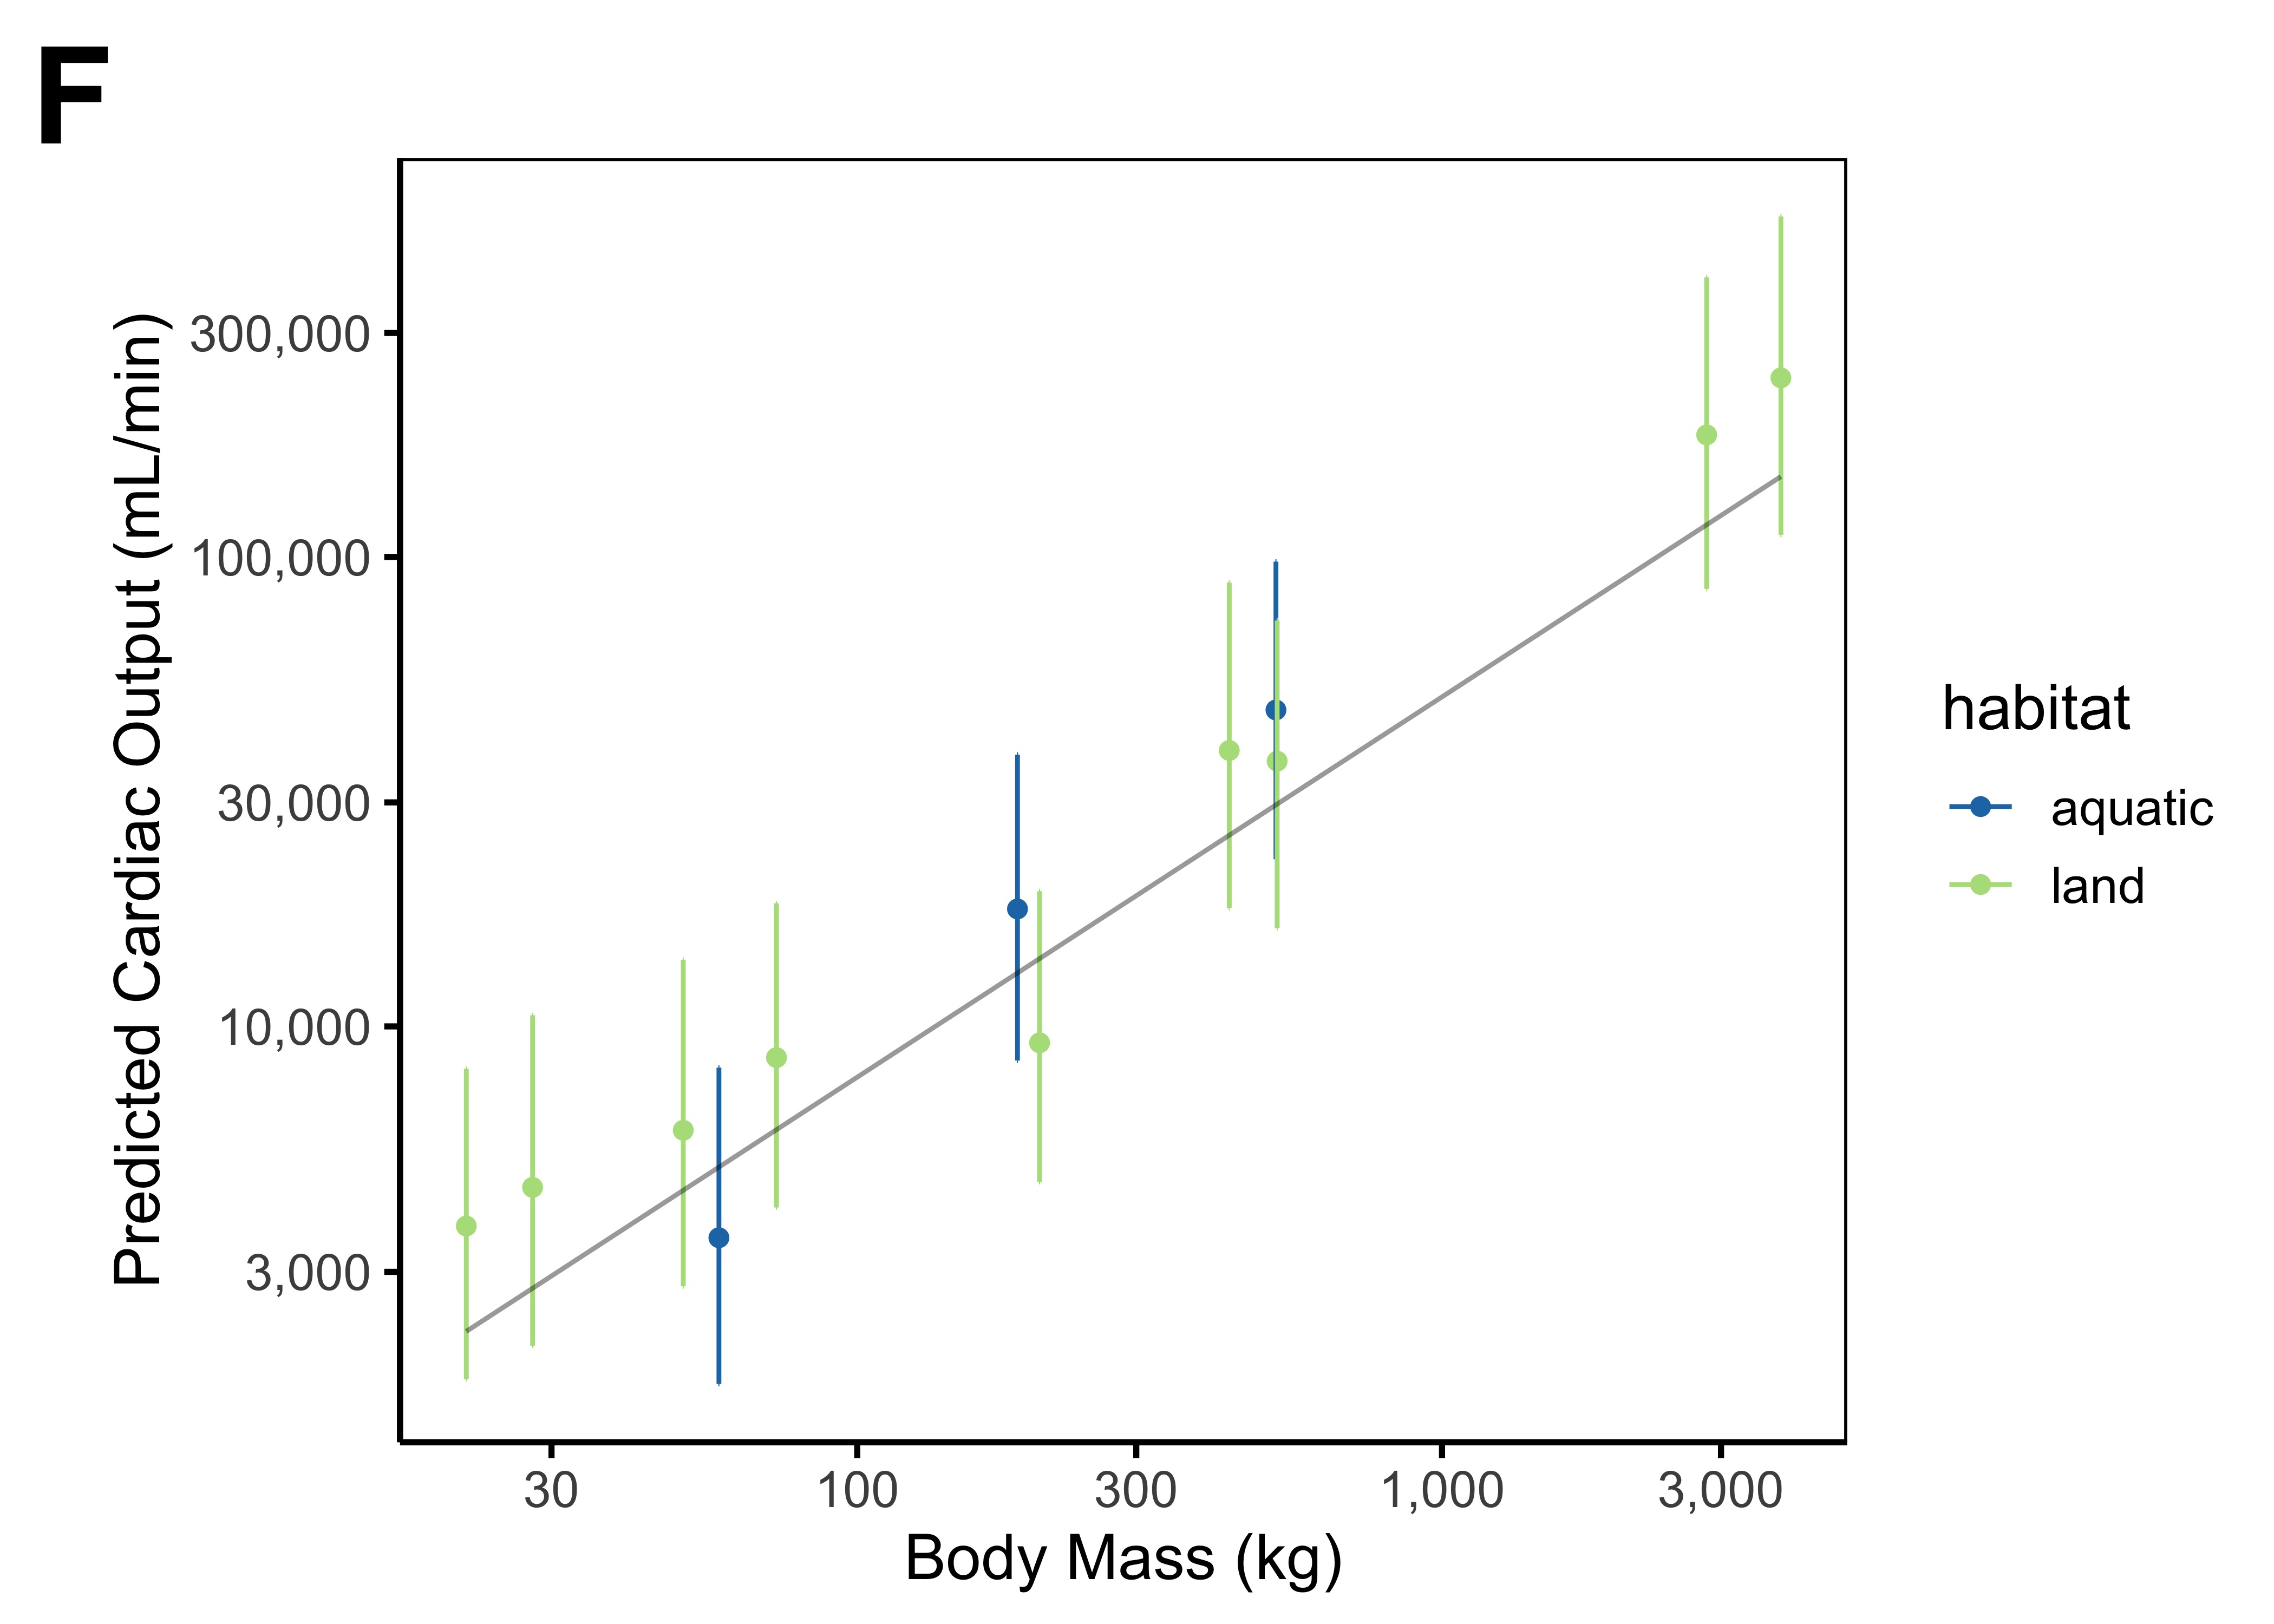 F
Predicted Cardiac Output (mL/min)
300,000
100,000
30,000
10,000
3,000
30
100
300
1,000
3,000
Body Mass (kg)
habitat
aquatic
land